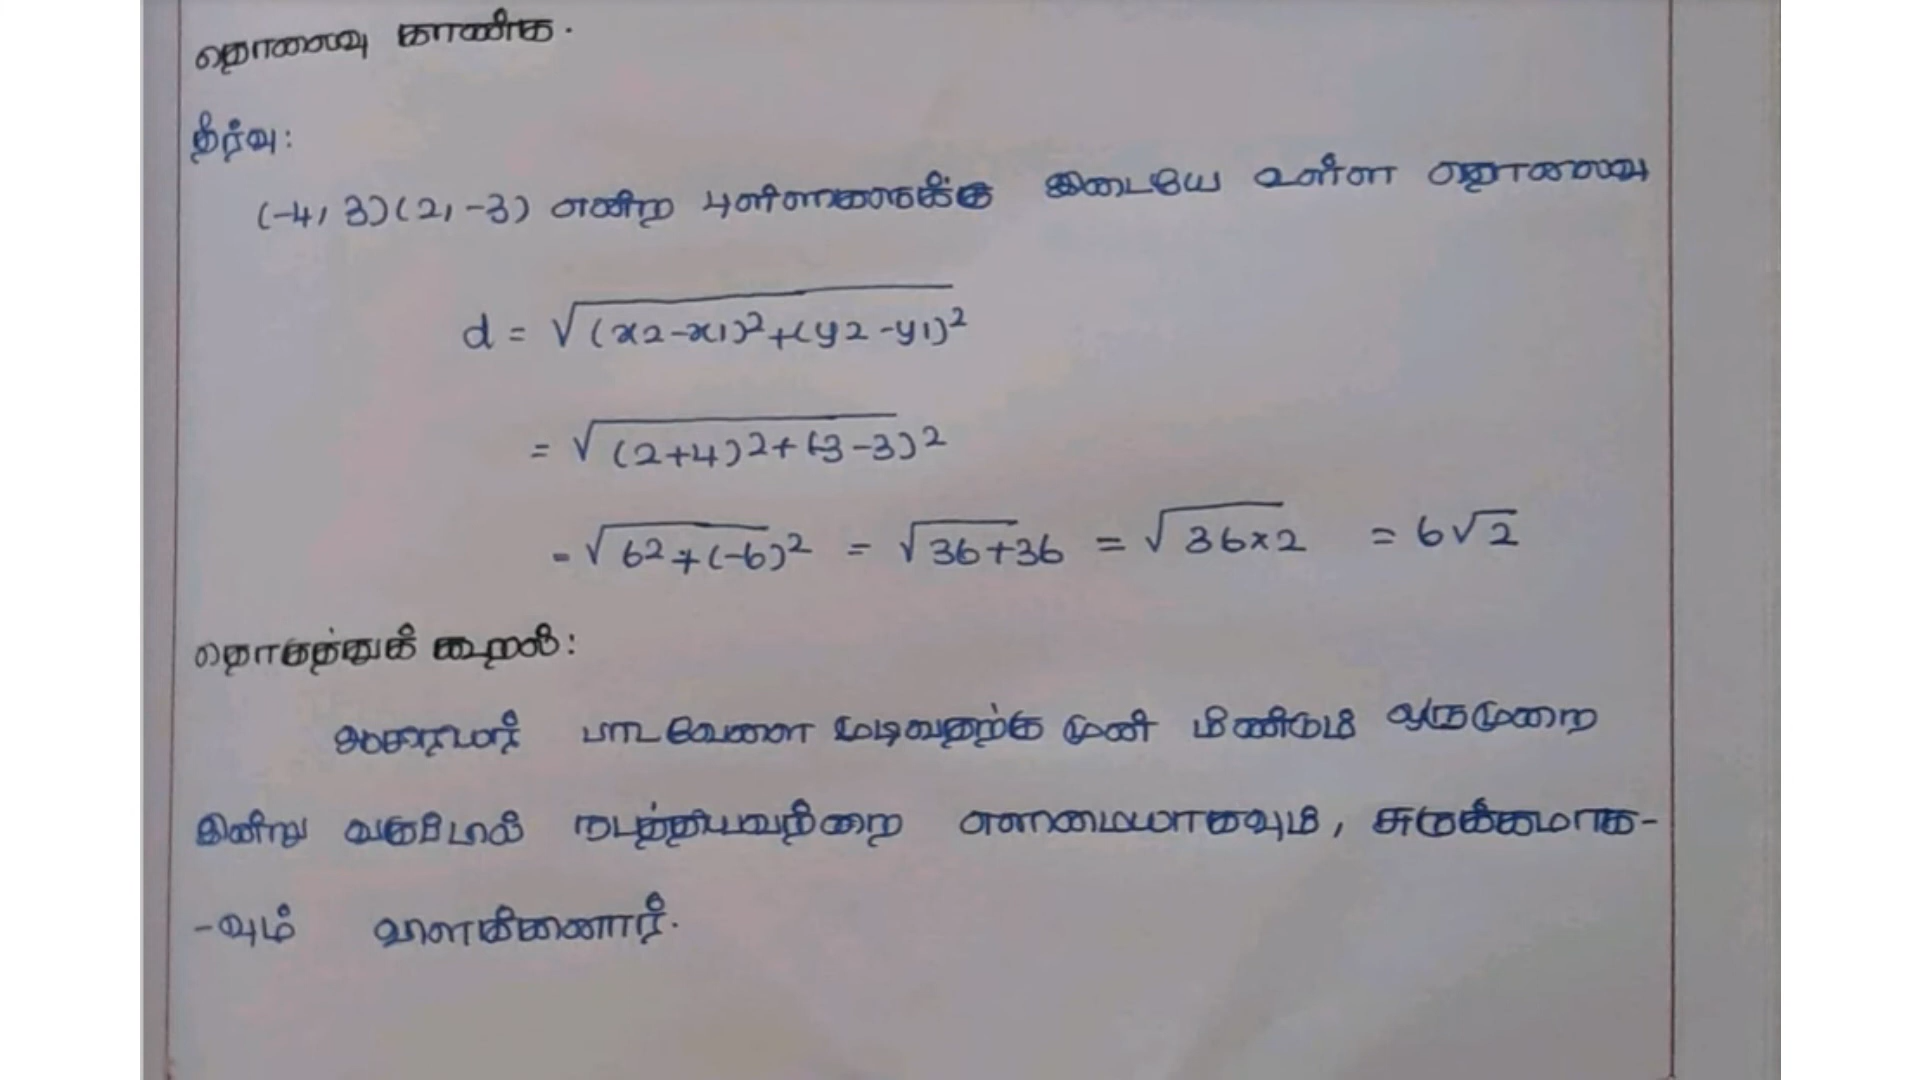 தொலைவு காண்க.
தீர்வு:
(-4, 3)(2, -3) என்ற புள்ளிகளுக்கு இடையே உள்ள தொலைவு
d = √(x2-x1)²+(y2-y1)²
= √(2+4)2+(-3-3)²
= √6²+(-6)² = √36+36 = √36×2 = 6√2
தொகுத்துக் கூறல்:
பாடவேளை முடிவதற்கு முன் மீண்டும் ஒருமுறை
இன்று வகுப்பில் நடத்தியவற்றை எளிமையாகவும், சுருக்கமாக-
-வும் விளக்கினார்.